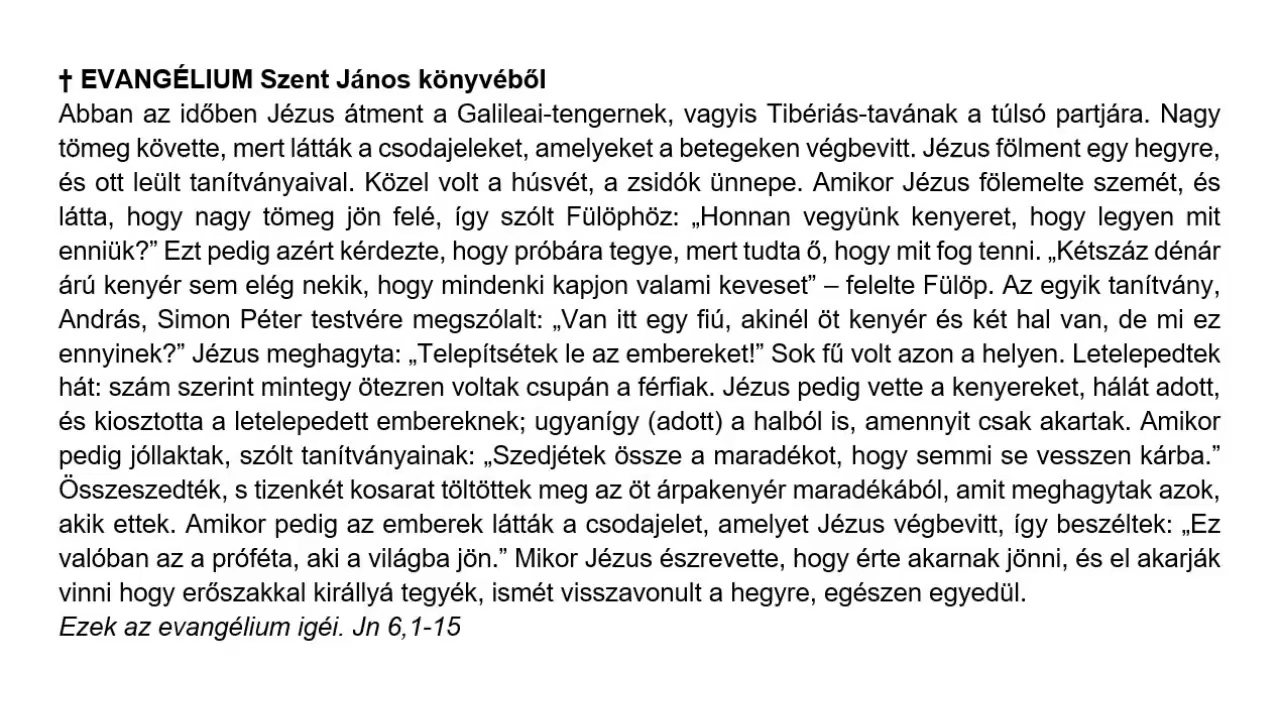 † EVANGÉLIUM Szent János könyvéből
Abban az időben Jézus átment a Galileai-tengernek, vagyis Tibériás-tavának a túlsó partjára. Nagy
tömeg követte, mert látták a csodajeleket, amelyeket a betegeken végbevitt. Jézus fölment egy hegyre,
és ott leült tanítványaival. Közel volt a húsvét, a zsidók ünnepe. Amikor Jézus fölemelte szemét, és
látta, hogy nagy tömeg jön felé, így szólt Fülöphöz: „Honnan vegyünk kenyeret, hogy legyen mit
enniük?” Ezt pedig azért kérdezte, hogy próbára tegye, mert tudta ő, hogy mit fog tenni. „Kétszáz dénár
árú kenyér sem elég nekik, hogy mindenki kapjon valami keveset” – felelte Fülöp. Az egyik tanítvány,
András, Simon Péter testvére megszólalt: „Van itt egy fiú, akinél öt kenyér és két hal van, de mi ez
ennyinek?” Jézus meghagyta: „Telepítsétek le az embereket!” Sok fű volt azon a helyen. Letelepedtek
hát: szám szerint mintegy ötezren voltak csupán a férfiak. Jézus pedig vette a kenyereket, hálát adott,
és kiosztotta a letelepedett embereknek; ugyanígy (adott) a halból is, amennyit csak akartak. Amikor
pedig jóllaktak, szólt tanítványainak: „Szedjétek össze a maradékot, hogy semmi se vesszen kárba.”
Összeszedték, s tizenkét kosarat töltöttek meg az öt árpakenyér maradékából, amit meghagytak azok,
akik ettek. Amikor pedig az emberek látták a csodajelet, amelyet Jézus végbevitt, így beszéltek: „Ez
valóban az a próféta, aki a világba jön.” Mikor Jézus észrevette, hogy érte akarnak jönni, és el akarják
vinni hogy erőszakkal királlyá tegyék, ismét visszavonult a hegyre, egészen egyedül.
Ezek az evangélium igéi. Jn 6,1-15